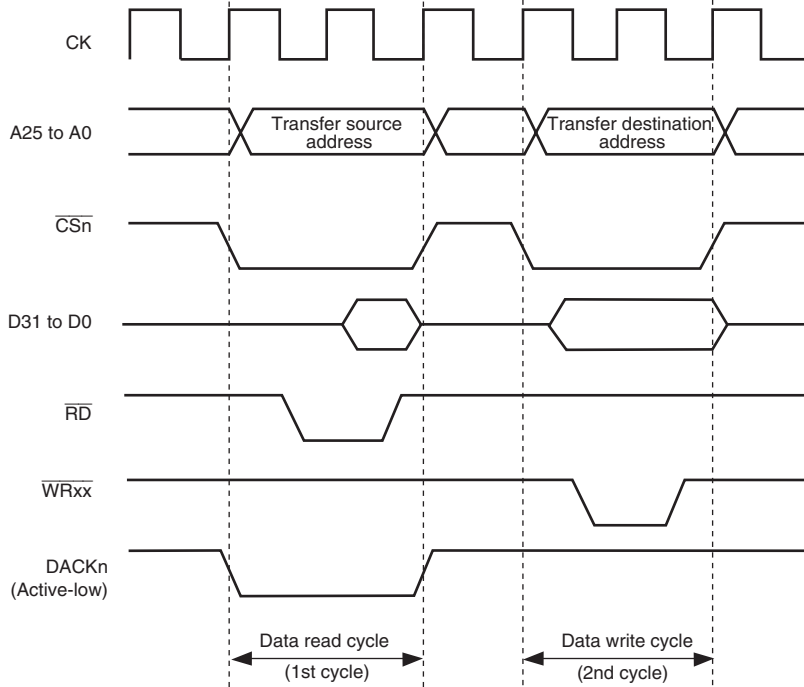 CK
A25 to A0
Transfer source
address
Transfer destination
address
CSn
D31 to D0
RD
WRxx
DACKn
(Active-low)
Data read cycle
(1st cycle)
Data write cycle
(2nd cycle)